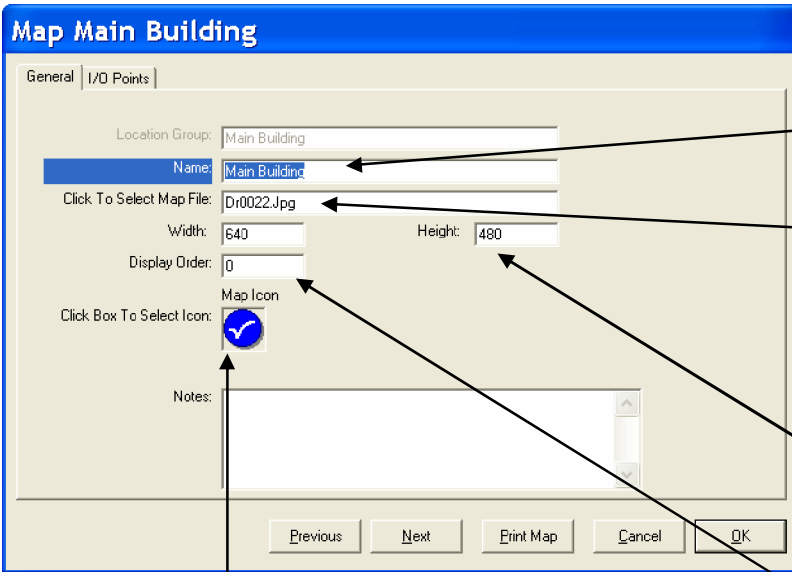 Map Main Building
General I/O Points
Location Group: Main Building
Name: Main Building
Click To Select Map File: Dr0022.Jpg
Width: 640 Height: 480
Display Order: 0
Map Icon
Click Box To Select Icon:
Notes:
Previous Next Print Map Cancel OK